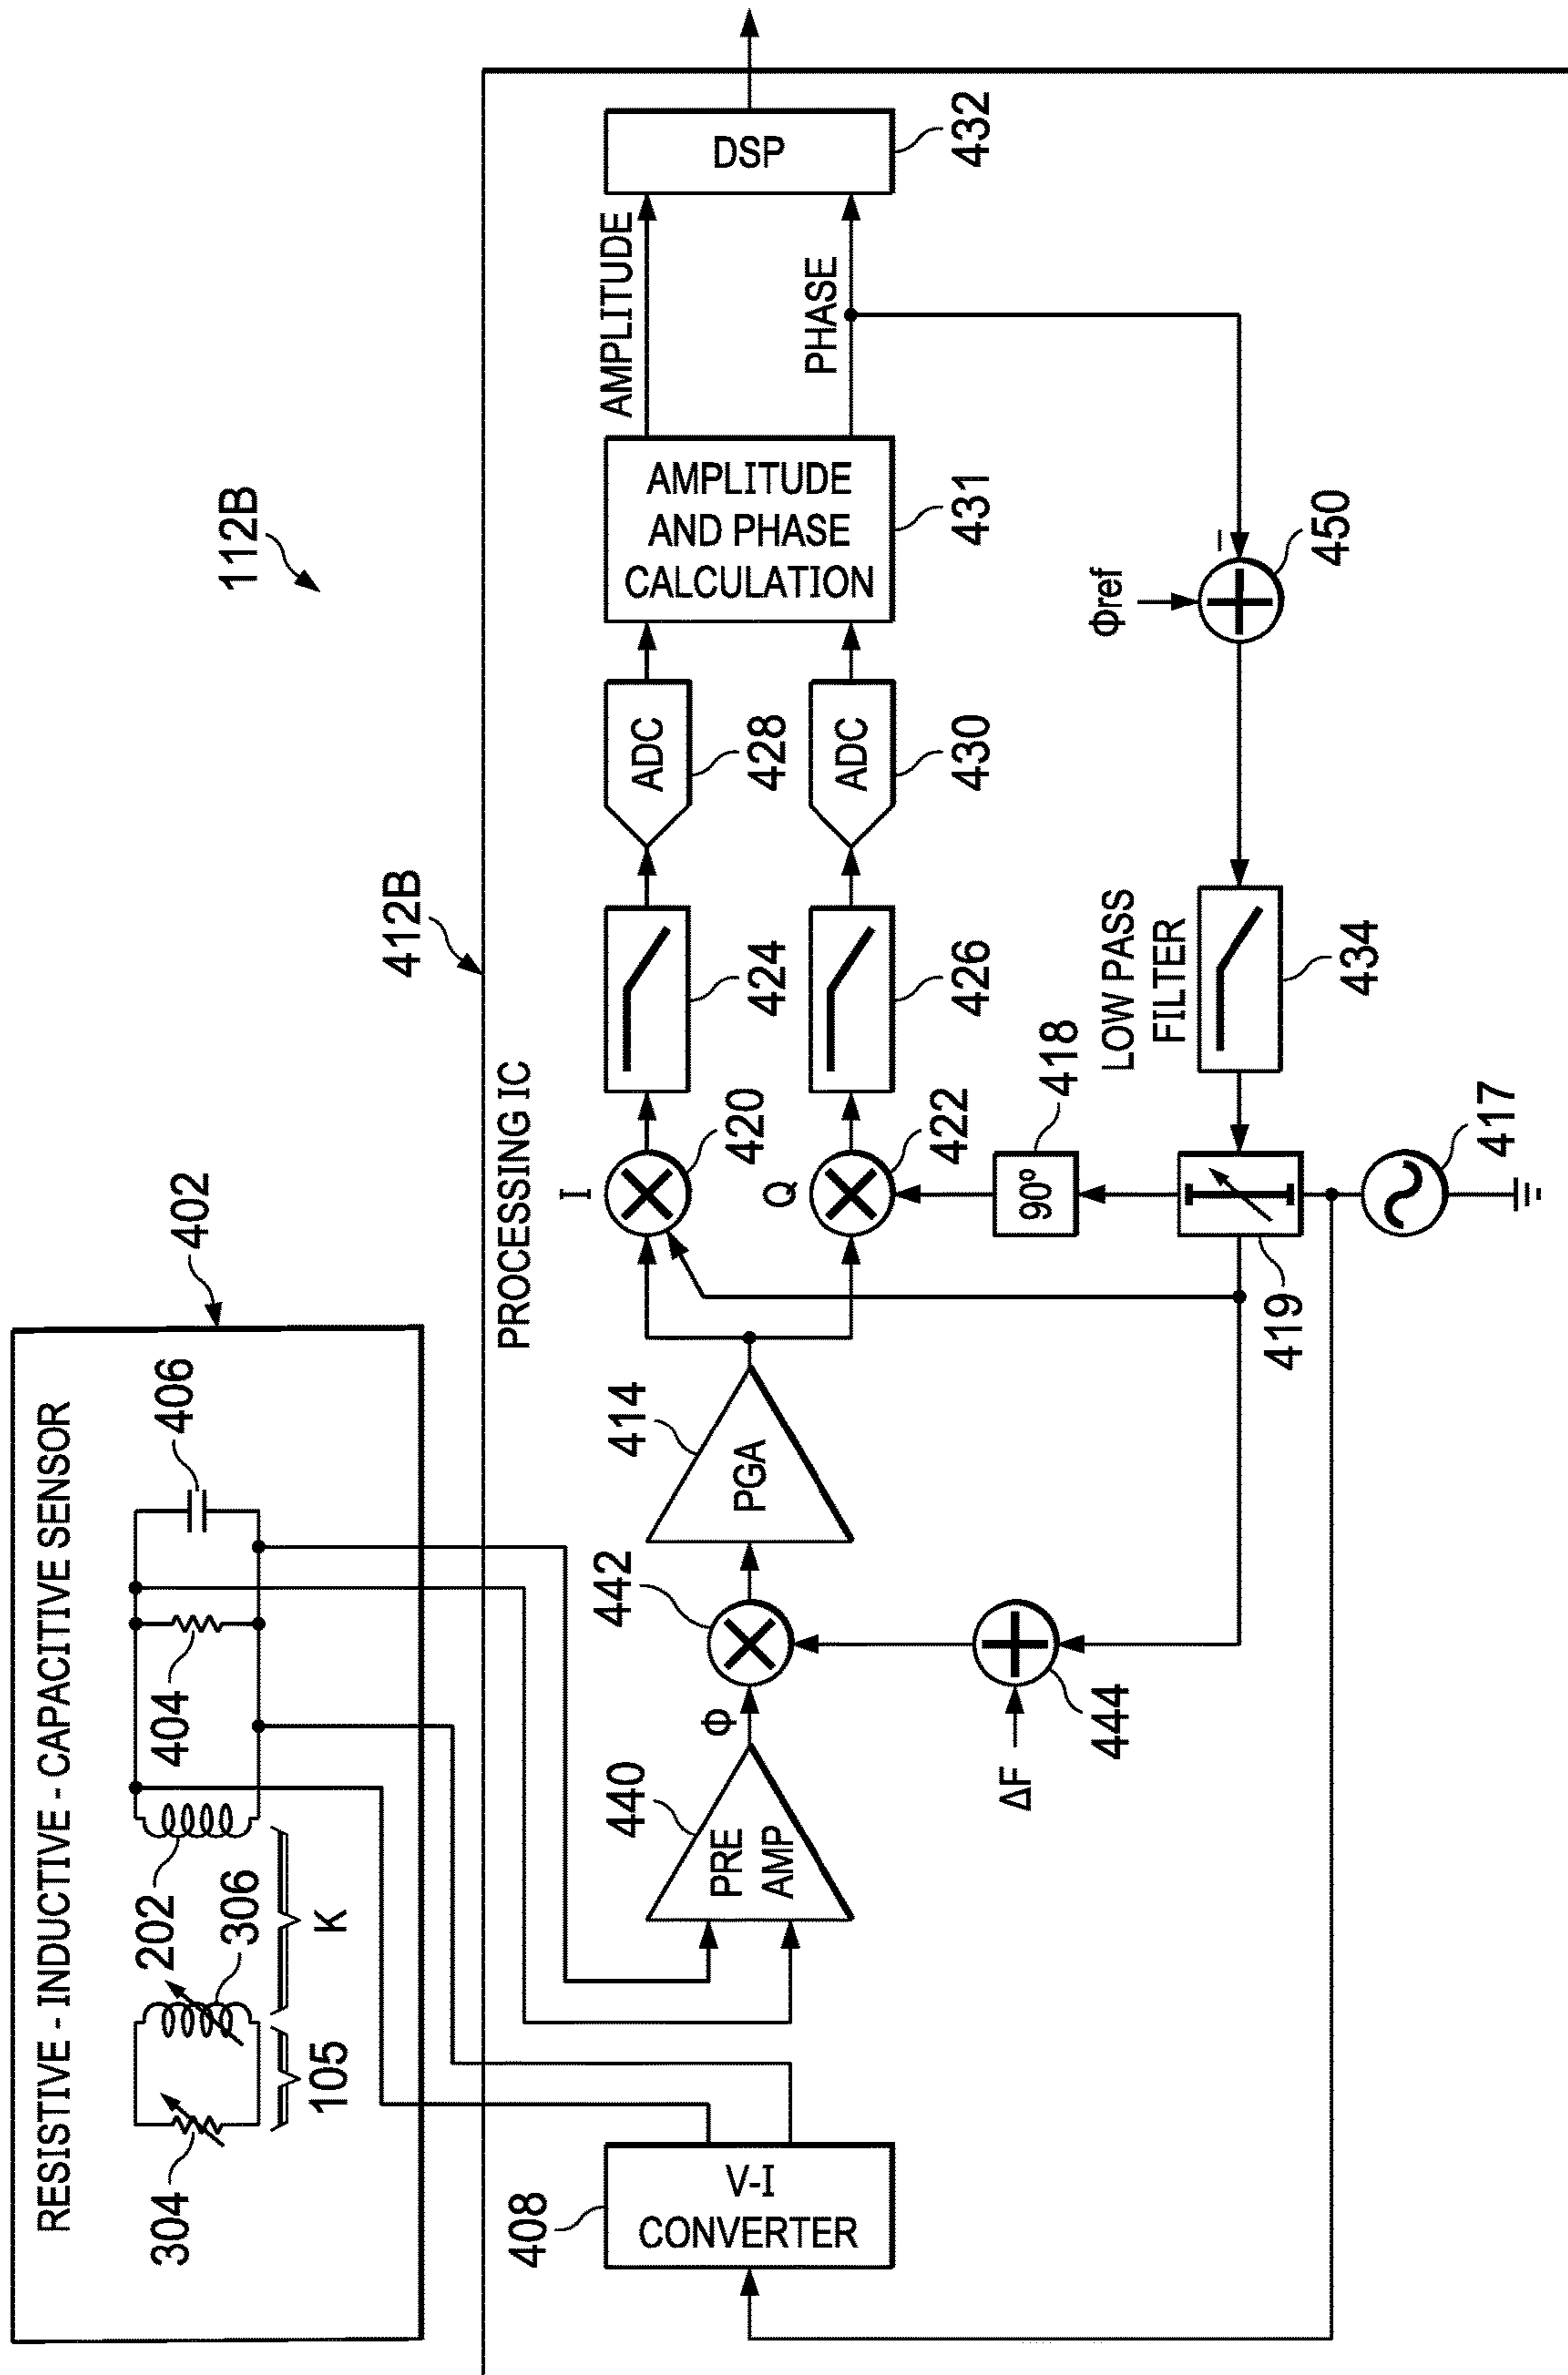 112B
402
RESISTIVE - INDUCTIVE - CAPACITIVE SENSOR
304
105
306
K
202
404
406
412B
PROCESSING IC
408
V-I
CONVERTER
440
PRE
AMP
Φ
442
414
PGA
I
420
424
ADC
428
AMPLITUDE
AND PHASE
CALCULATION
431
AMPLITUDE
PHASE
DSP
432
Q
422
426
ADC
430
ΔF
444
90º
418
419
417
LOW PASS
FILTER
434
Φref
–
450